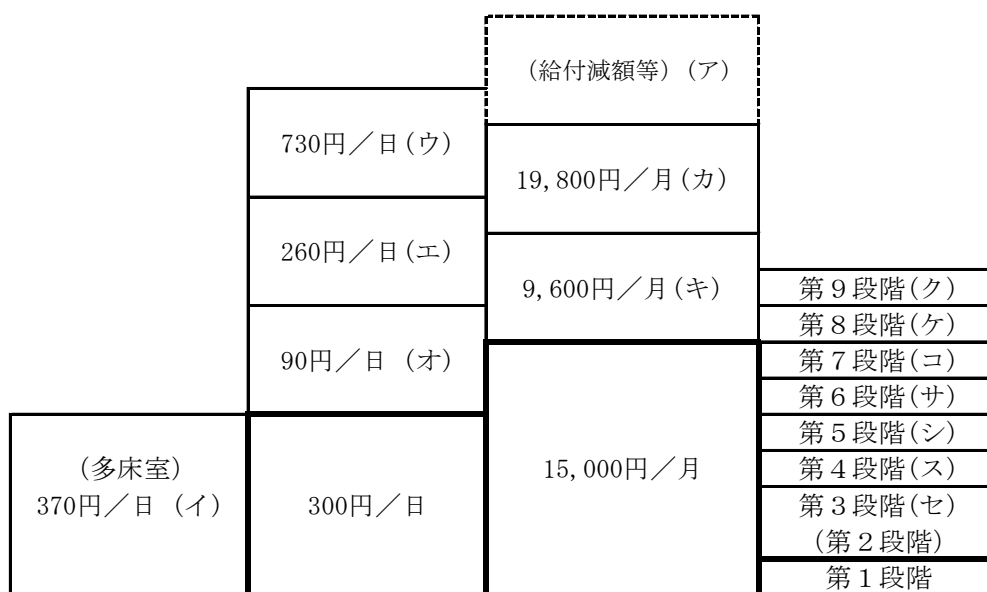 (給付減額等)(ア)
730円／日(ウ)
19,800円／月(カ)
260円／日(エ)
9,600円／月(キ)
第９段階(ク)
第８段階(ケ)
90円／日 (オ)
第７段階(コ)
第６段階(サ)
第５段階(シ)
(多床室)
370円／日 (イ)
300円／日
15,000円／月
第４段階(ス)
第３段階(セ)
(第２段階)
第１段階